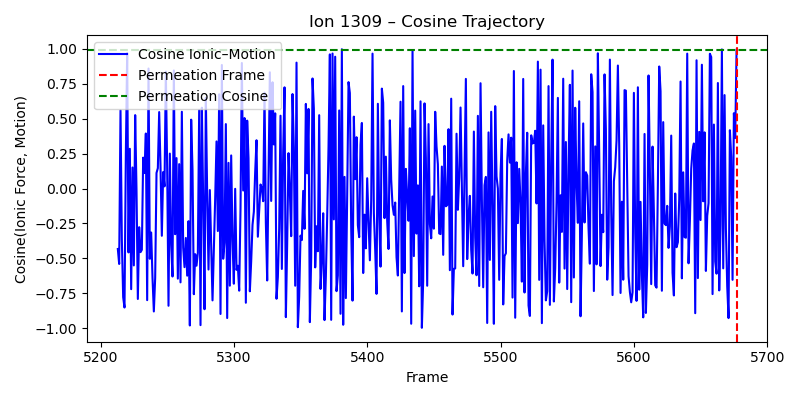 Ion 1309 – Cosine Trajectory
Cosine(Ionic Force, Motion)
1.00
0.75
0.50
0.25
0.00
−0.25
−0.50
−0.75
−1.00
Cosine Ionic–Motion
Permeation Frame
Permeation Cosine
5200
5300
5400
5500
5600
5700
Frame